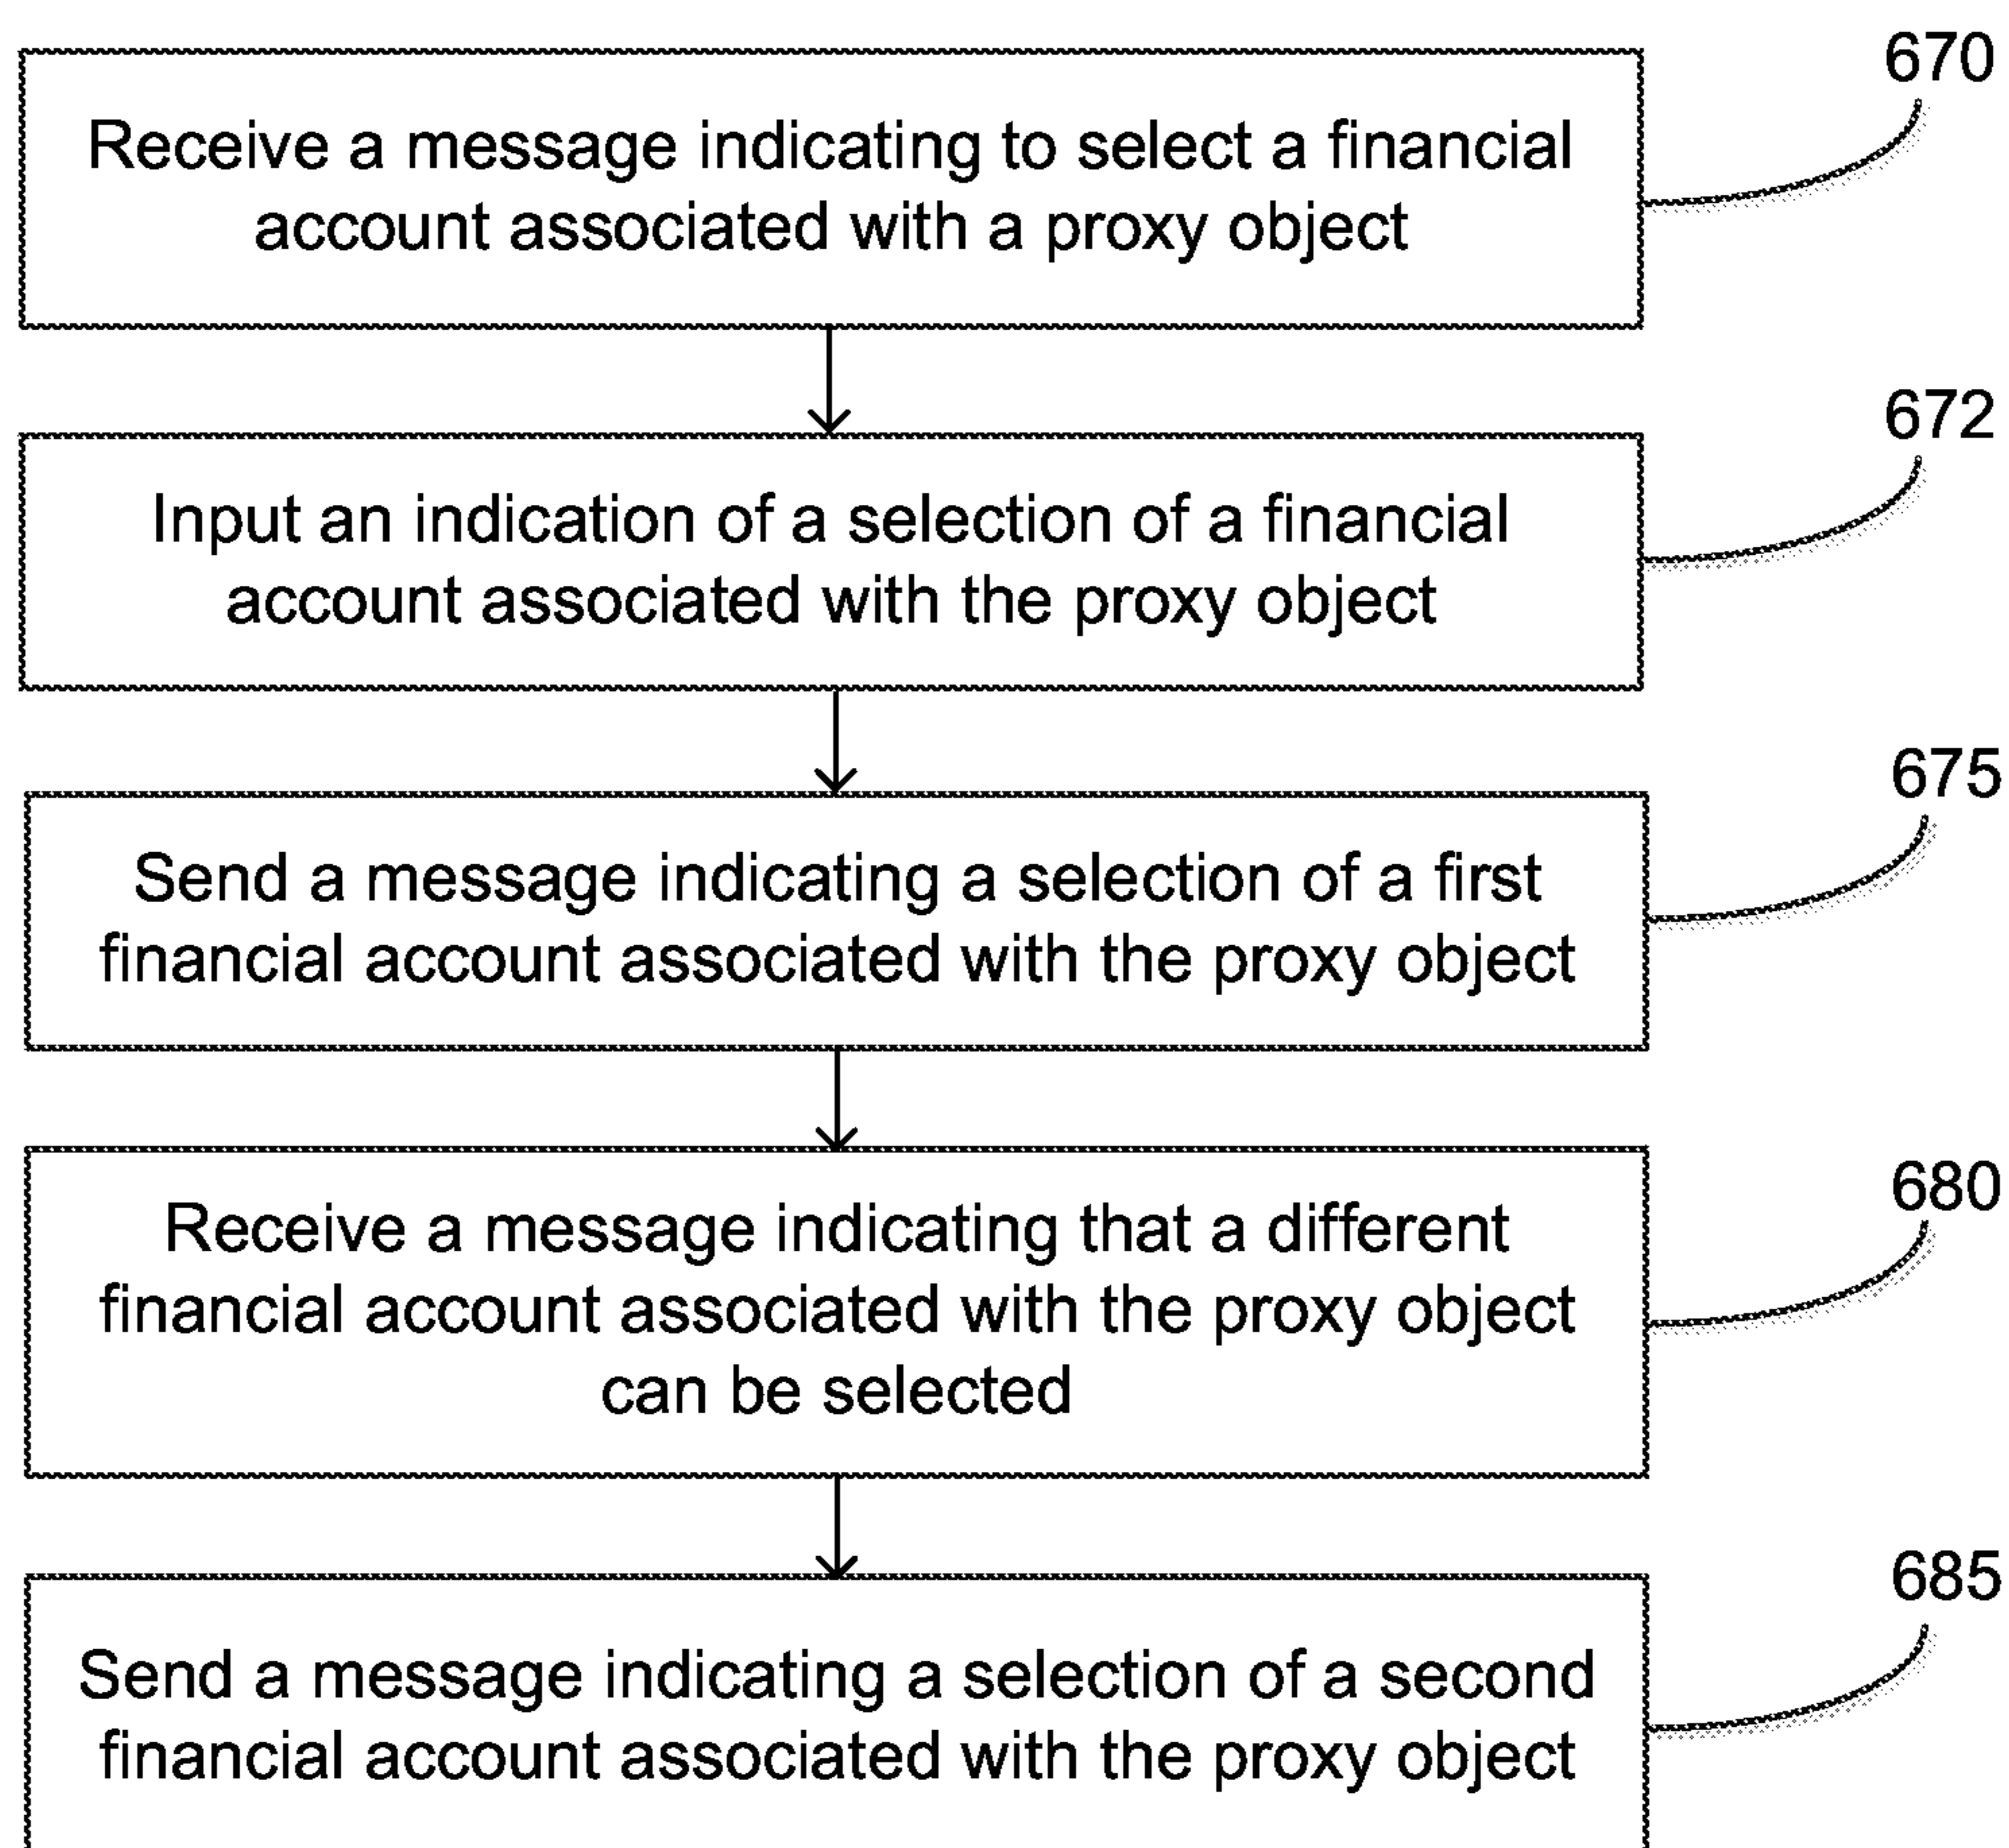 670
Receive a message indicating to select a financial
account associated with a proxy object
672
Input an indication of a selection of a financial
account associated with the proxy object
675
Send a message indicating a selection of a first
financial account associated with the proxy object
680
Receive a message indicating that a different
financial account associated with the proxy object
can be selected
685
Send a message indicating a selection of a second
financial account associated with the proxy object